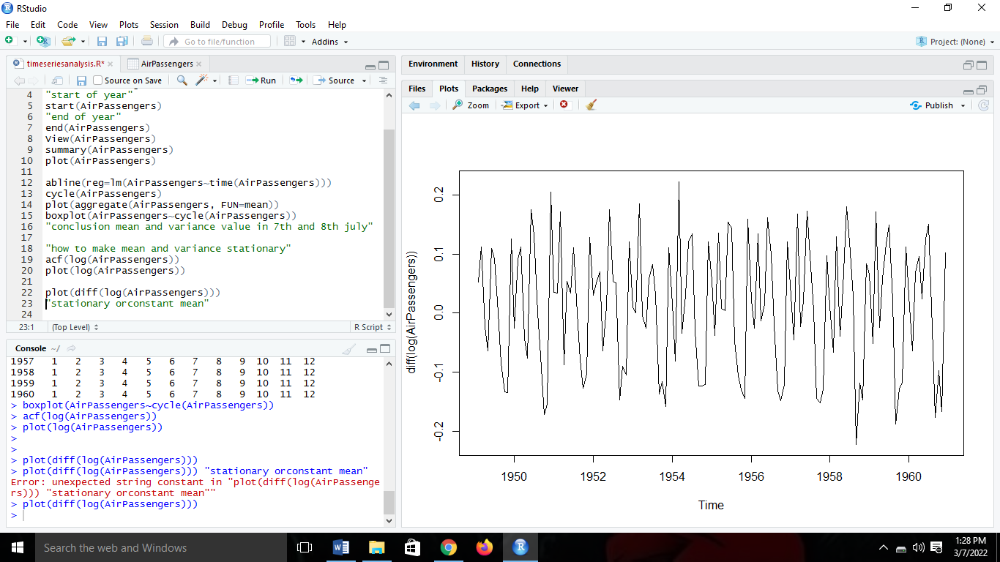 RStudio
File Edit Code View Plots Session Build Debug Profile Tools Help
Go to file/function Addins Project: (None)
timeseriesanalysis.R* AirPassengers
Source on Save Run Source
4 "start of year"
5 start(AirPassengers)
6 "end of year"
7 end(AirPassengers)
8 View(AirPassengers)
9 summary(AirPassengers)
10 plot(AirPassengers)
11
12 abline(reg=lm(AirPassengers~time(AirPassengers)))
13 cycle(AirPassengers)
14 plot(aggregate(AirPassengers, FUN=mean))
15 boxplot(AirPassengers~cycle(AirPassengers))
16 "conclusion mean and variance value in 7th and 8th july"
17
18 "how to make mean and variance stationary"
19 acf(log(AirPassengers))
20 plot(log(AirPassengers))
21
22 plot(diff(log(AirPassengers)))
23 "stationary orconstant mean"
24
23:1 (Top Level) R Script
Console ~/
1957 1 2 3 4 5 6 7 8 9 10 11 12
1958 1 2 3 4 5 6 7 8 9 10 11 12
1959 1 2 3 4 5 6 7 8 9 10 11 12
1960 1 2 3 4 5 6 7 8 9 10 11 12
> boxplot(AirPassengers~cycle(AirPassengers))
> acf(log(AirPassengers))
> plot(log(AirPassengers))
>
>
> plot(diff(log(AirPassengers)))
> plot(diff(log(AirPassengers))) "stationary orconstant mean"
Error: unexpected string constant in "plot(diff(log(AirPassenge
rs))) "stationary orconstant mean""
> plot(diff(log(AirPassengers)))
>
Environment History Connections
Files Plots Packages Help Viewer
Zoom Export Publish
diff(log(AirPassengers))
0.2
0.1
0.0
-0.1
-0.2
1950 1952 1954 1956 1958 1960
Time
Search the web and Windows
1:28 PM
3/7/2022